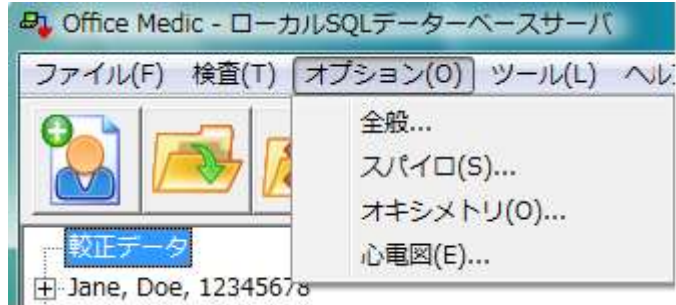 Office Medic - ローカルSQLデーターベースサーバ
ファイル(F) 検査(T) オプション(O) ツール(L)
全般...
スパイロ(S)...
オキシメトリ(O)...
心電図(E)...
較正データ
Jane, Doe, 12345678